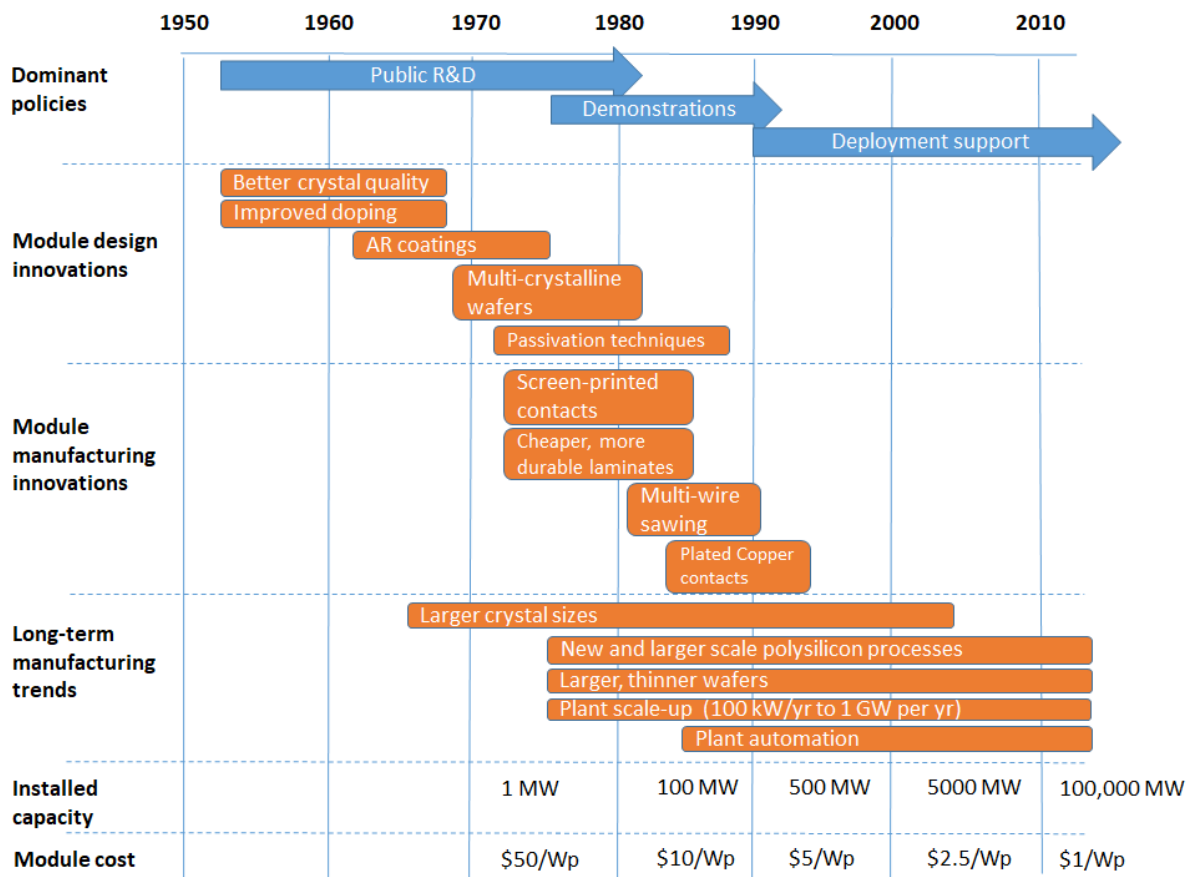 1950 1960 1970 1980 1990 2000 2010
Dominant
policies
Public R&D
Demonstrations
Deployment support
Module design
innovations
Better crystal quality
Improved doping
AR coatings
Multi-crystalline
wafers
Passivation techniques
Module
manufacturing
innovations
Screen-printed
contacts
Cheaper, more
durable laminates
Multi-wire
sawing
Plated Copper
contacts
Long-term
manufacturing
trends
Larger crystal sizes
New and larger scale polysilicon processes
Larger, thinner wafers
Plant scale-up (100 kW/yr to 1 GW per yr)
Plant automation
Installed
capacity
1 MW 100 MW 500 MW 5000 MW 100,000 MW
Module cost $50/Wp $10/Wp $5/Wp $2.5/Wp $1/Wp